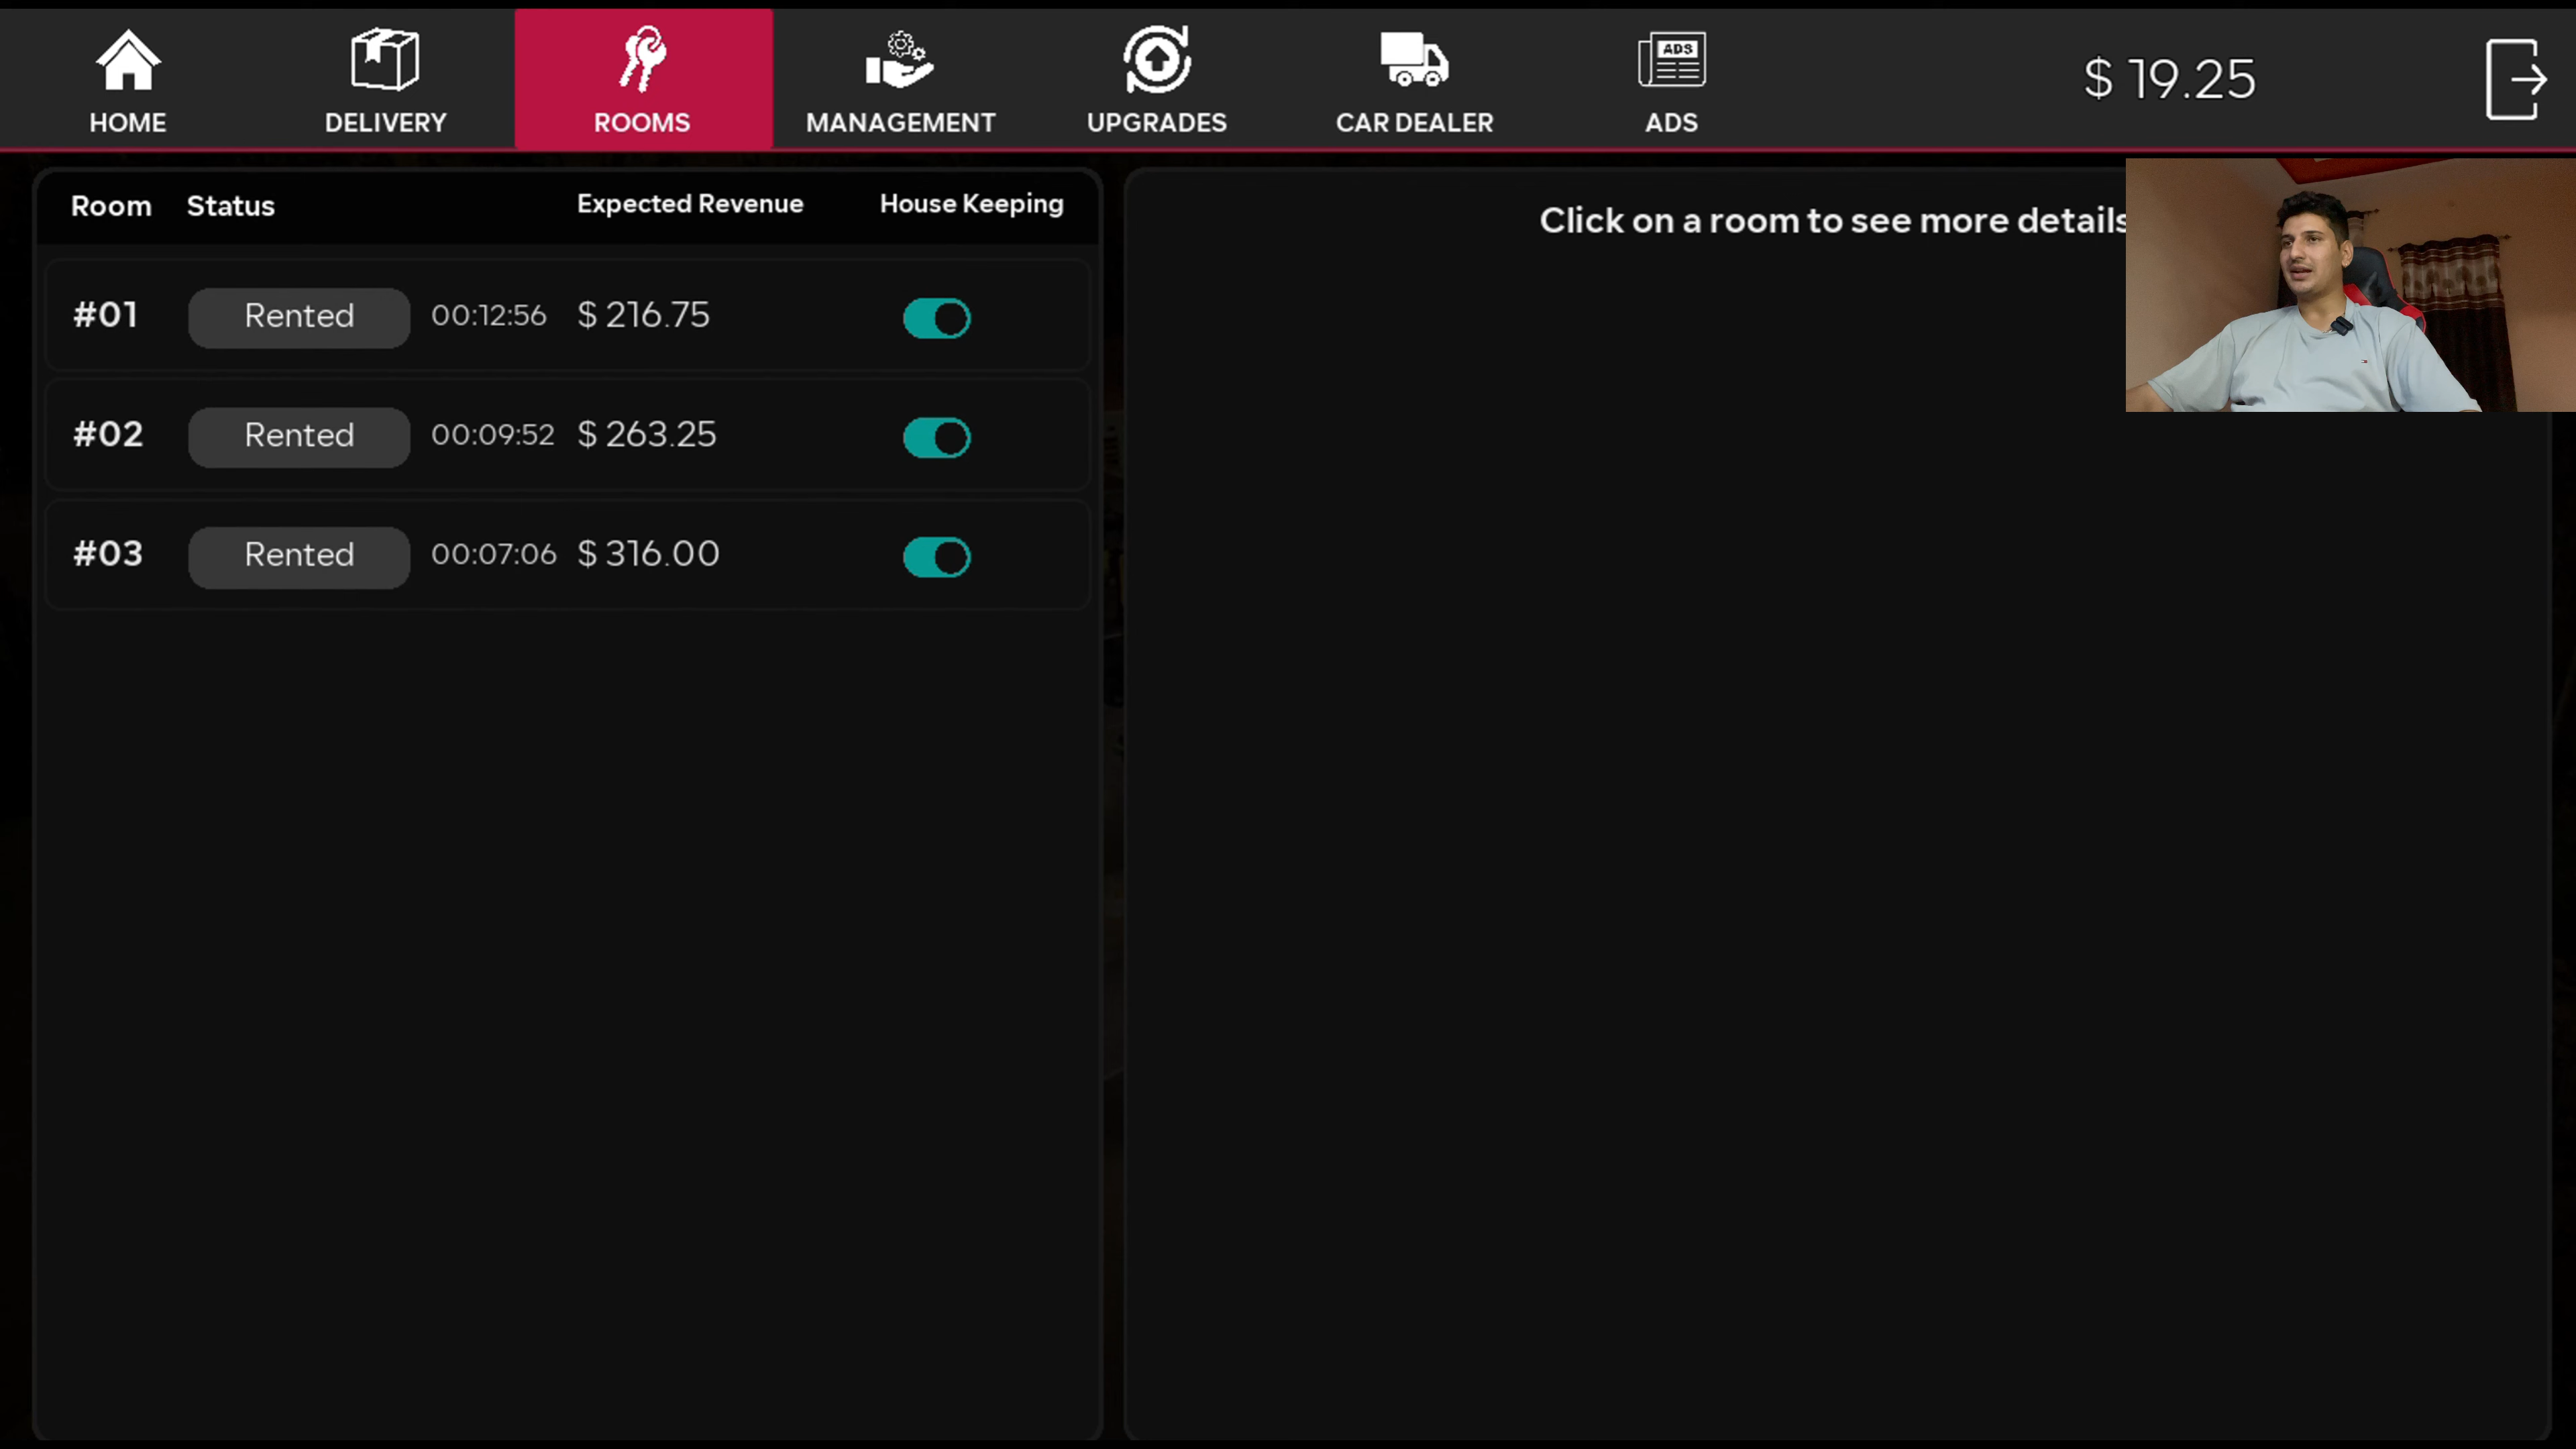 HOME DELIVERY ROOMS MANAGEMENT UPGRADES CAR DEALER ADS ADS $ 19.25
Room Status Expected Revenue House Keeping
#01 Rented 00:12:56 $ 216.75
#02 Rented 00:09:52 $ 263.25
#03 Rented 00:07:06 $ 316.00
Click on a room to see more details